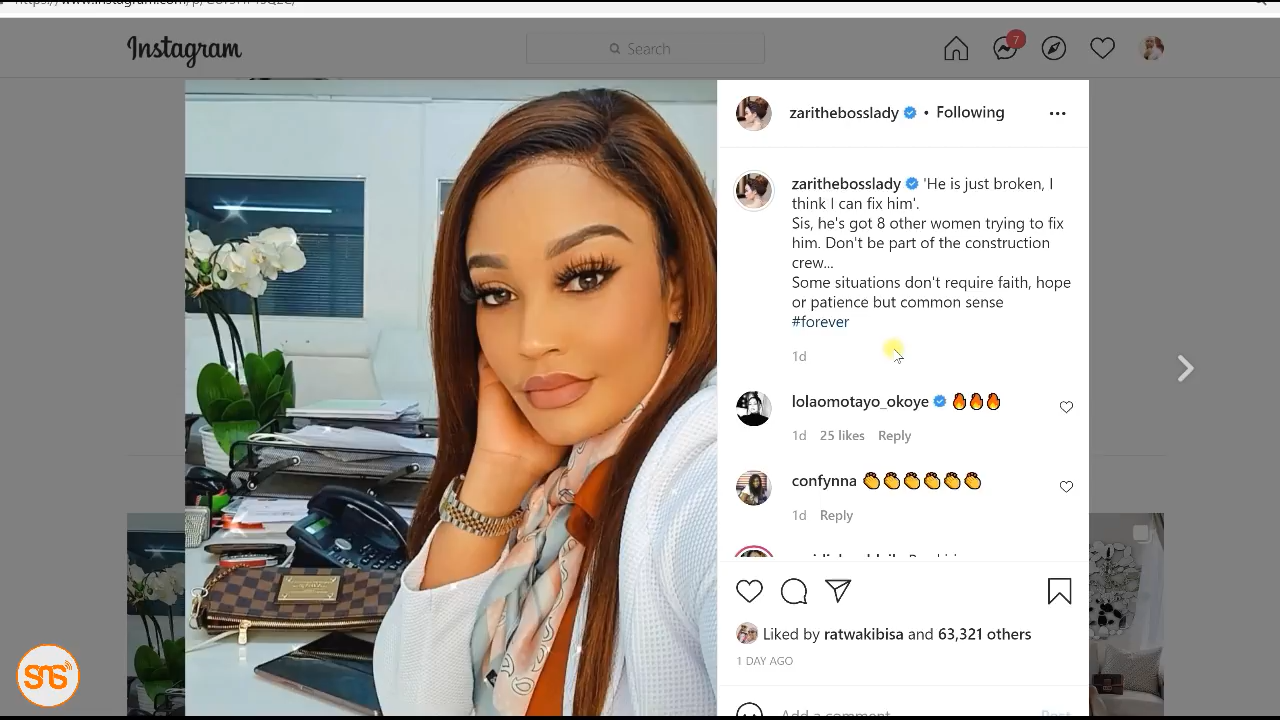 Instagram
Search
7
zarithebosslady • Following
zarithebosslady 'He is just broken, I
think I can fix him'.
Sis, he's got 8 other women trying to fix
him. Don't be part of the construction
crew...
Some situations don't require faith, hope
or patience but common sense
#forever
1d
lolaomotayo_okoye 🔥🔥🔥
1d 25 likes Reply
confynna 👏👏👏👏👏👏
1d Reply
Liked by ratwakibisa and 63,321 others
1 DAY AGO
Add a comment...
Post
SNS